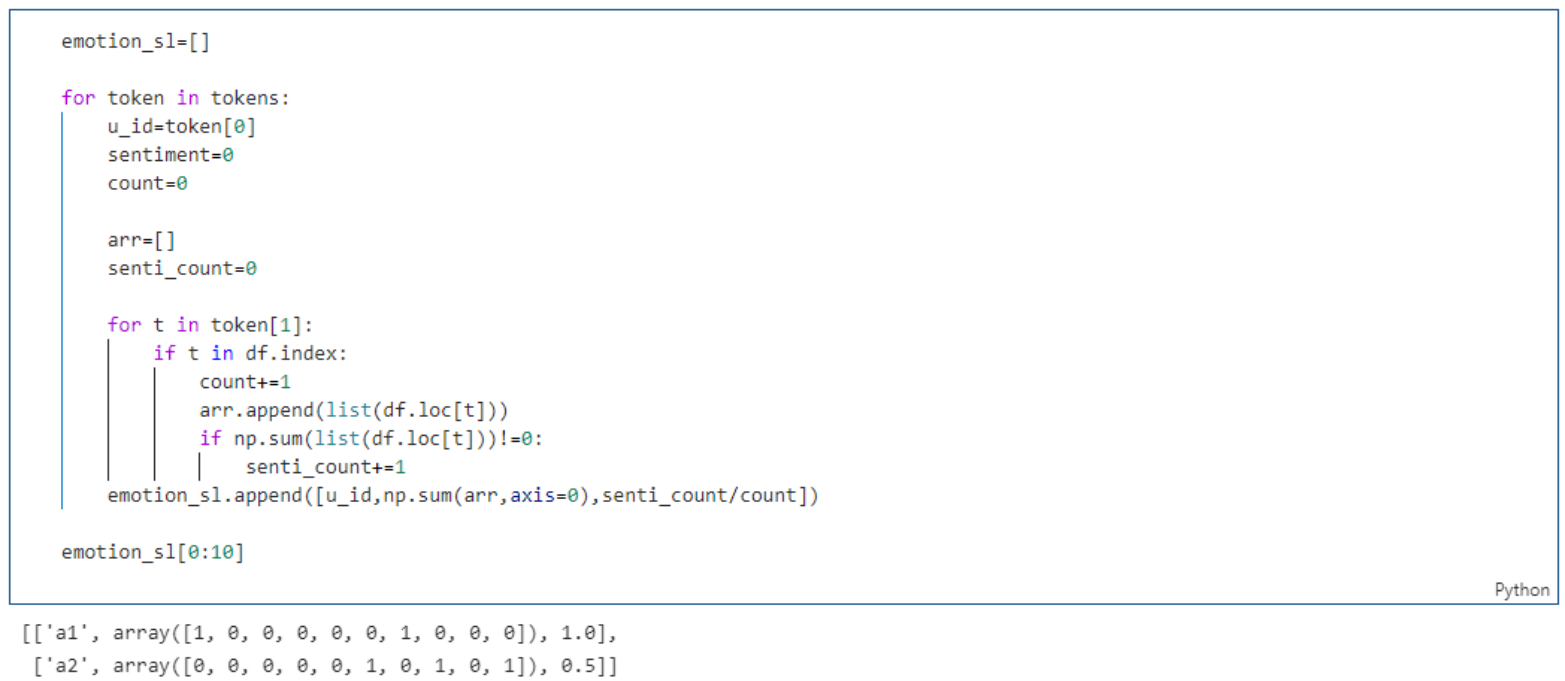 emotion_sl=[]
for token in tokens:
    u_id=token[0]
    sentiment=0
    count=0
    arr=[]
    senti_count=0
    for t in token[1]:
        if t in df.index:
            count+=1
            arr.append(list(df.loc[t]))
            if np.sum(list(df.loc[t]))!=0:
                senti_count+=1
    emotion_sl.append([u_id,np.sum(arr,axis=0),senti_count/count])
emotion_sl[0:10]
Python
[['a1', array([1, 0, 0, 0, 0, 0, 1, 0, 0, 0]), 1.0],
 ['a2', array([0, 0, 0, 0, 0, 1, 0, 1, 0, 1]), 0.5]]